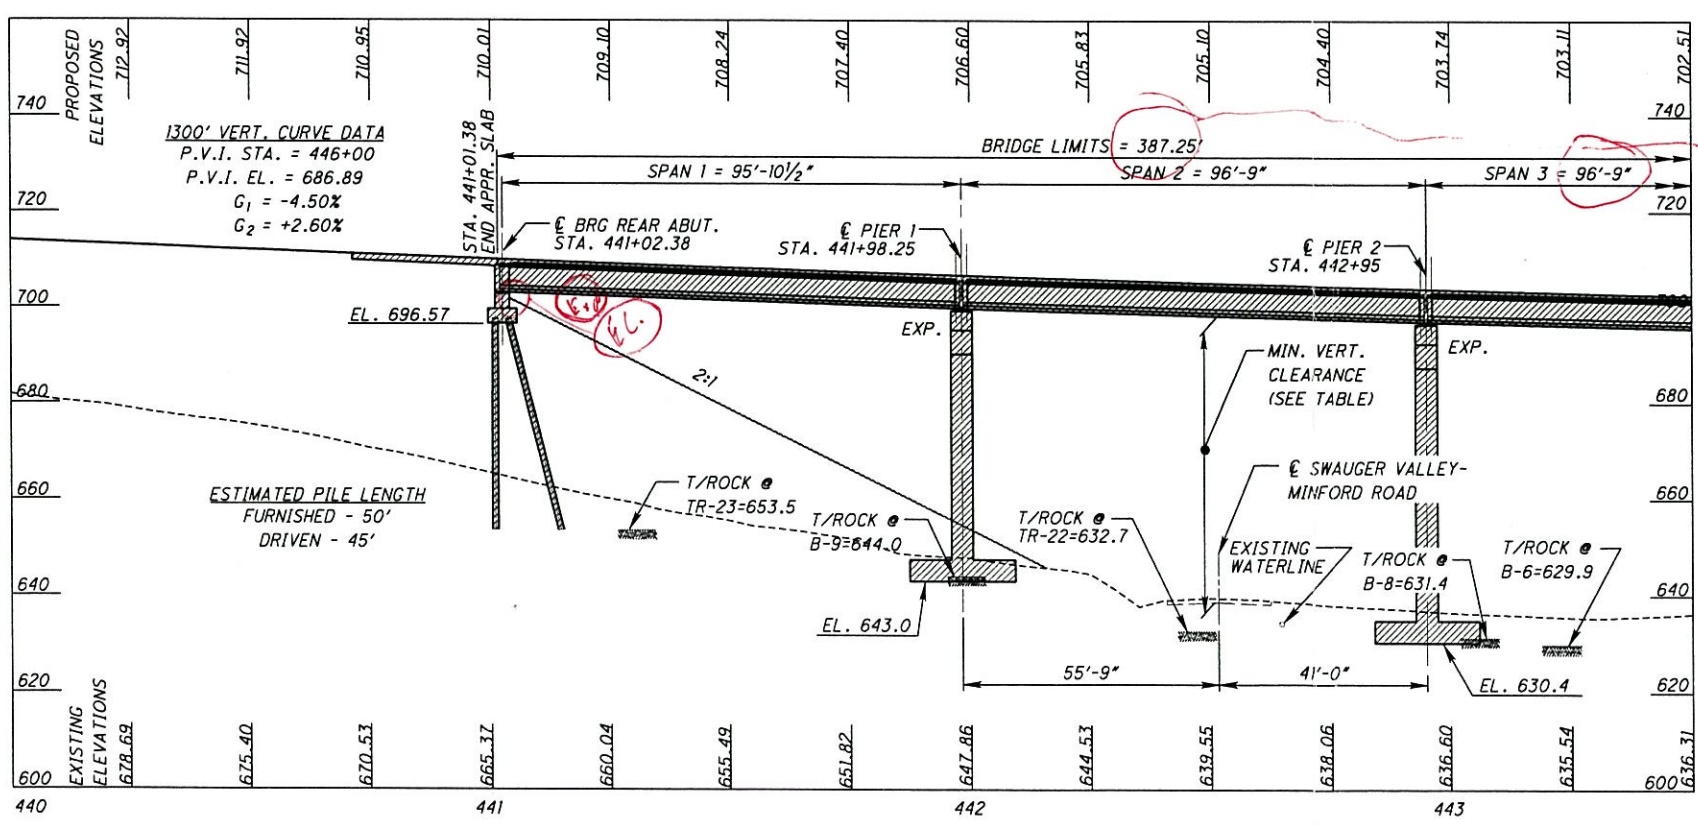 PROPOSED
ELEVATIONS
712.92
711.92
710.95
710.01
709.10
708.24
707.40
706.60
705.83
705.10
704.40
703.74
703.11
702.51
740
740
1300' VERT. CURVE DATA
P.V.I. STA. = 446+00
P.V.I. EL. = 686.89
G1 = -4.50%
G2 = +2.60%
STA. 441+01.38
END APPR. SLAB
BRIDGE LIMITS = 387.25'
SPAN 1 = 95'-10½"
SPAN 2 = 96'-9"
SPAN 3 = 96'-9"
720
720
℄ BRG REAR ABUT.
STA. 441+02.38
℄ PIER 1
STA. 441+98.25
℄ PIER 2
STA. 442+95
700
700
EL. 696.57
EXP.
EXP.
2:1
MIN. VERT.
CLEARANCE
(SEE TABLE)
680
680
℄ SWAUGER VALLEY-
MINFORD ROAD
660
660
ESTIMATED PILE LENGTH
FURNISHED - 50'
DRIVEN - 45'
T/ROCK @
TR-23=653.5
T/ROCK @
B-9=644.0
T/ROCK @
TR-22=632.7
EXISTING
WATERLINE
T/ROCK @
B-8=631.4
T/ROCK @
B-6=629.9
640
640
EL. 643.0
55'-9"
41'-0"
EL. 630.4
620
620
EXISTING
ELEVATIONS
678.69
675.40
670.53
665.37
660.04
655.49
651.82
647.86
644.53
639.55
638.06
636.60
635.54
636.31
600
600
440
441
442
443